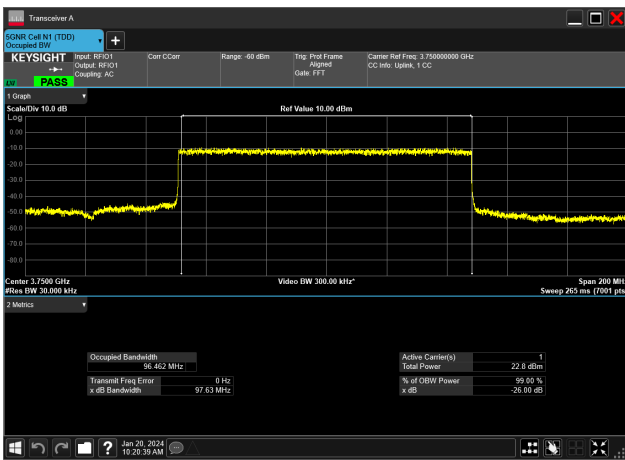 Transceiver A
5GNR Cell N1 (TDD)
Occupied BW
KEYSIGHT
Input: RFIO1
Output: RFIO1
Coupling: AC
Corr CCorr
Range: -60 dBm
Trig: Prot Frame
Aligned
Gate: FFT
Carrier Ref Freq: 3.750000000 GHz
CC Info: Uplink, 1 CC
PASS
1 Graph
Scale/Div 10.0 dB
Ref Value 10.00 dBm
Log
0.00
-10.0
-20.0
-30.0
-40.0
-50.0
-60.0
-70.0
-80.0
Center 3.7500 GHz
Video BW 300.00 kHz*
Span 200 MHz
#Res BW 30.000 kHz
Sweep 265 ms (7001 pts
2 Metrics
Occupied Bandwidth
96.462 MHz
Active Carrier(s) 1
Total Power 22.8 dBm
Transmit Freq Error 0 Hz
x dB Bandwidth 97.63 MHz
% of OBW Power 99.00 %
x dB -26.00 dB
?
Jan 20, 2024
10:20:39 AM